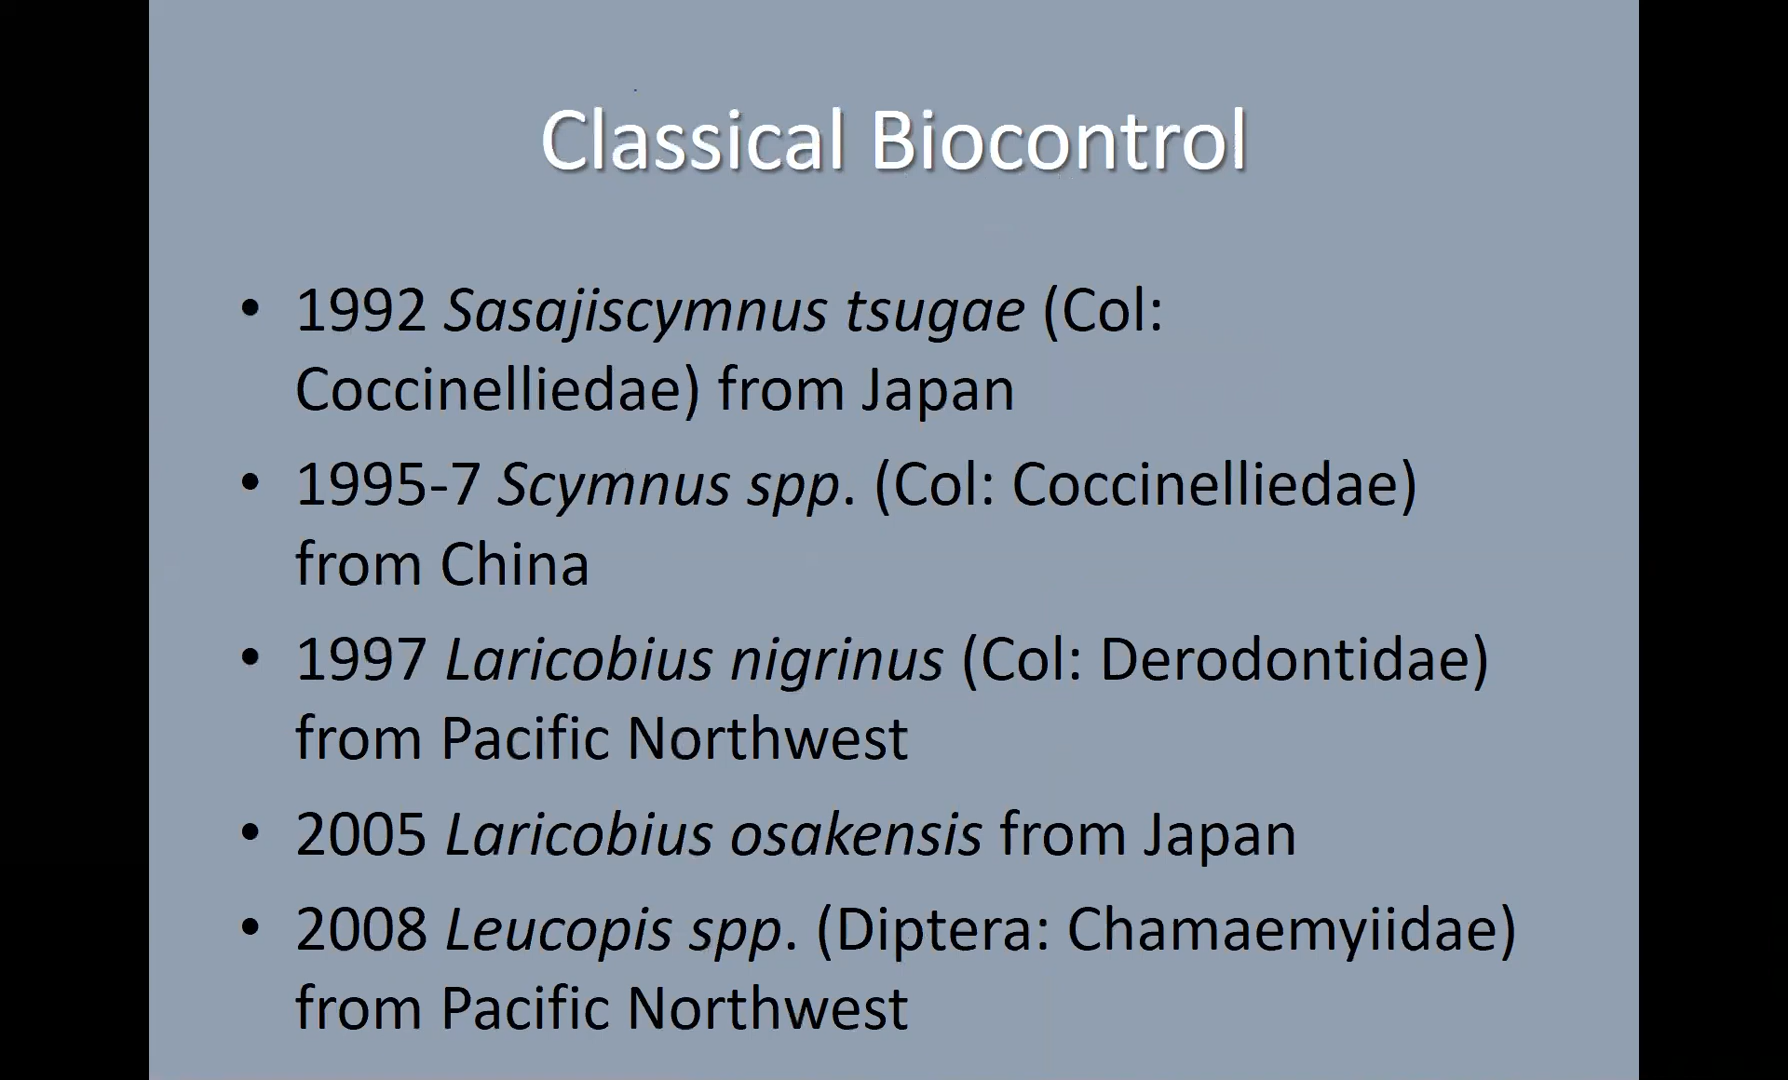 Classical Biocontrol
• 1992 Sasajiscymnus tsugae (Col:
Coccinelliedae) from Japan
• 1995-7 Scymnus spp. (Col: Coccinelliedae)
from China
• 1997 Laricobius nigrinus (Col: Derodontidae)
from Pacific Northwest
• 2005 Laricobius osakensis from Japan
• 2008 Leucopis spp. (Diptera: Chamaemyiidae)
from Pacific Northwest